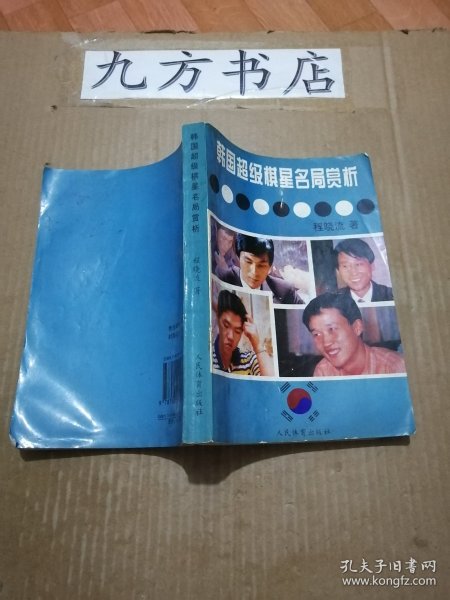 九方书店
韩国超级棋星名局赏析
程晓流 著
人民体育出版社
韩国超级棋星名局赏析
程晓流 著
人民体育出版社
孔夫子旧书网
www.kongfz.com